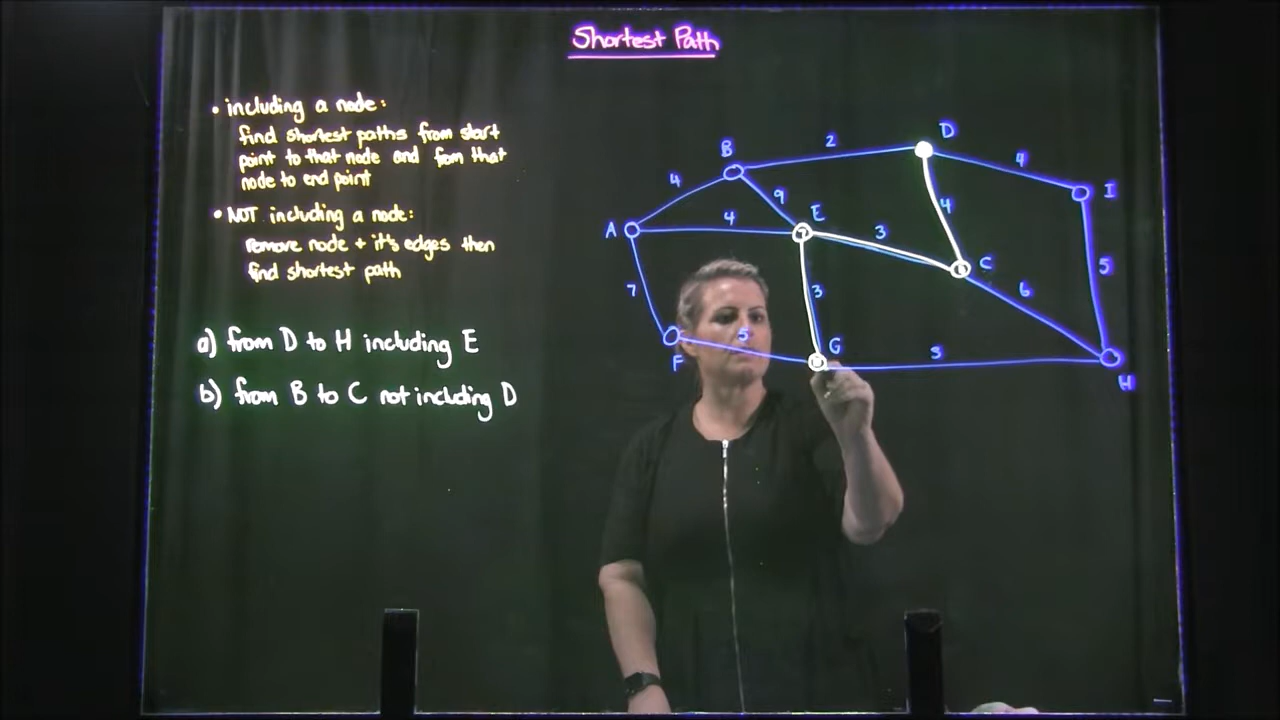 Shortest Path
• including a node:
find shortest paths from start
point to that node and from that
node to end point
• NOT including a node:
remove node + it's edges then
find shortest path
a) from D to H including E
b) from B to C not including D
D
B
2
4
I
4
9
4
A
4
E
3
C
7
3
6
5
5
G
5
F
H